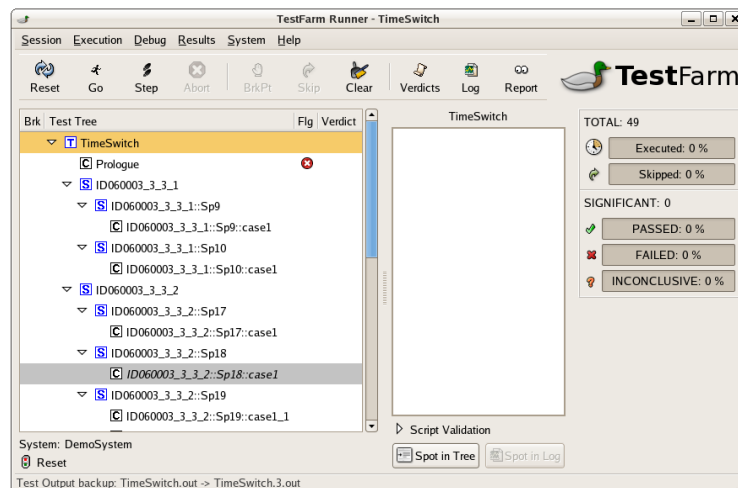 TestFarm Runner - TimeSwitch
Session Execution Debug Results System Help
Reset Go Step Abort BrkPt Skip Clear Verdicts Log Report
TestFarm
Brk Test Tree Flg Verdict
T TimeSwitch
C Prologue
S ID060003_3_3_1
S ID060003_3_3_1::Sp9
C ID060003_3_3_1::Sp9::case1
S ID060003_3_3_1::Sp10
C ID060003_3_3_1::Sp10::case1
S ID060003_3_3_2
S ID060003_3_3_2::Sp17
C ID060003_3_3_2::Sp17::case1
S ID060003_3_3_2::Sp18
C ID060003_3_3_2::Sp18::case1
S ID060003_3_3_2::Sp19
C ID060003_3_3_2::Sp19::case1_1
System: DemoSystem
Reset
TimeSwitch
Script Validation
Spot in Tree Spot in Log
TOTAL: 49
Executed: 0 %
Skipped: 0 %
SIGNIFICANT: 0
PASSED: 0 %
FAILED: 0 %
INCONCLUSIVE: 0 %
Test Output backup: TimeSwitch.out -> TimeSwitch.3.out